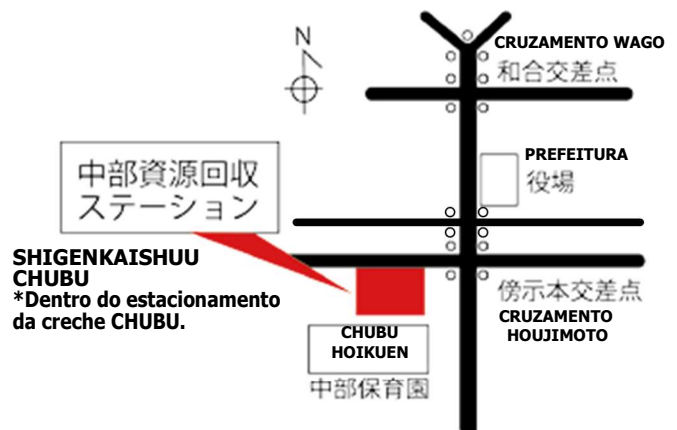 N
CRUZAMENTO WAGO
和合交差点
PREFEITURA
役場
中部資源回収
ステーション
SHIGENKAISHUU
CHUBU
*Dentro do estacionamento
da creche CHUBU.
傍示本交差点
CRUZAMENTO
HOUJIMOTO
CHUBU
HOIKUEN
中部保育園